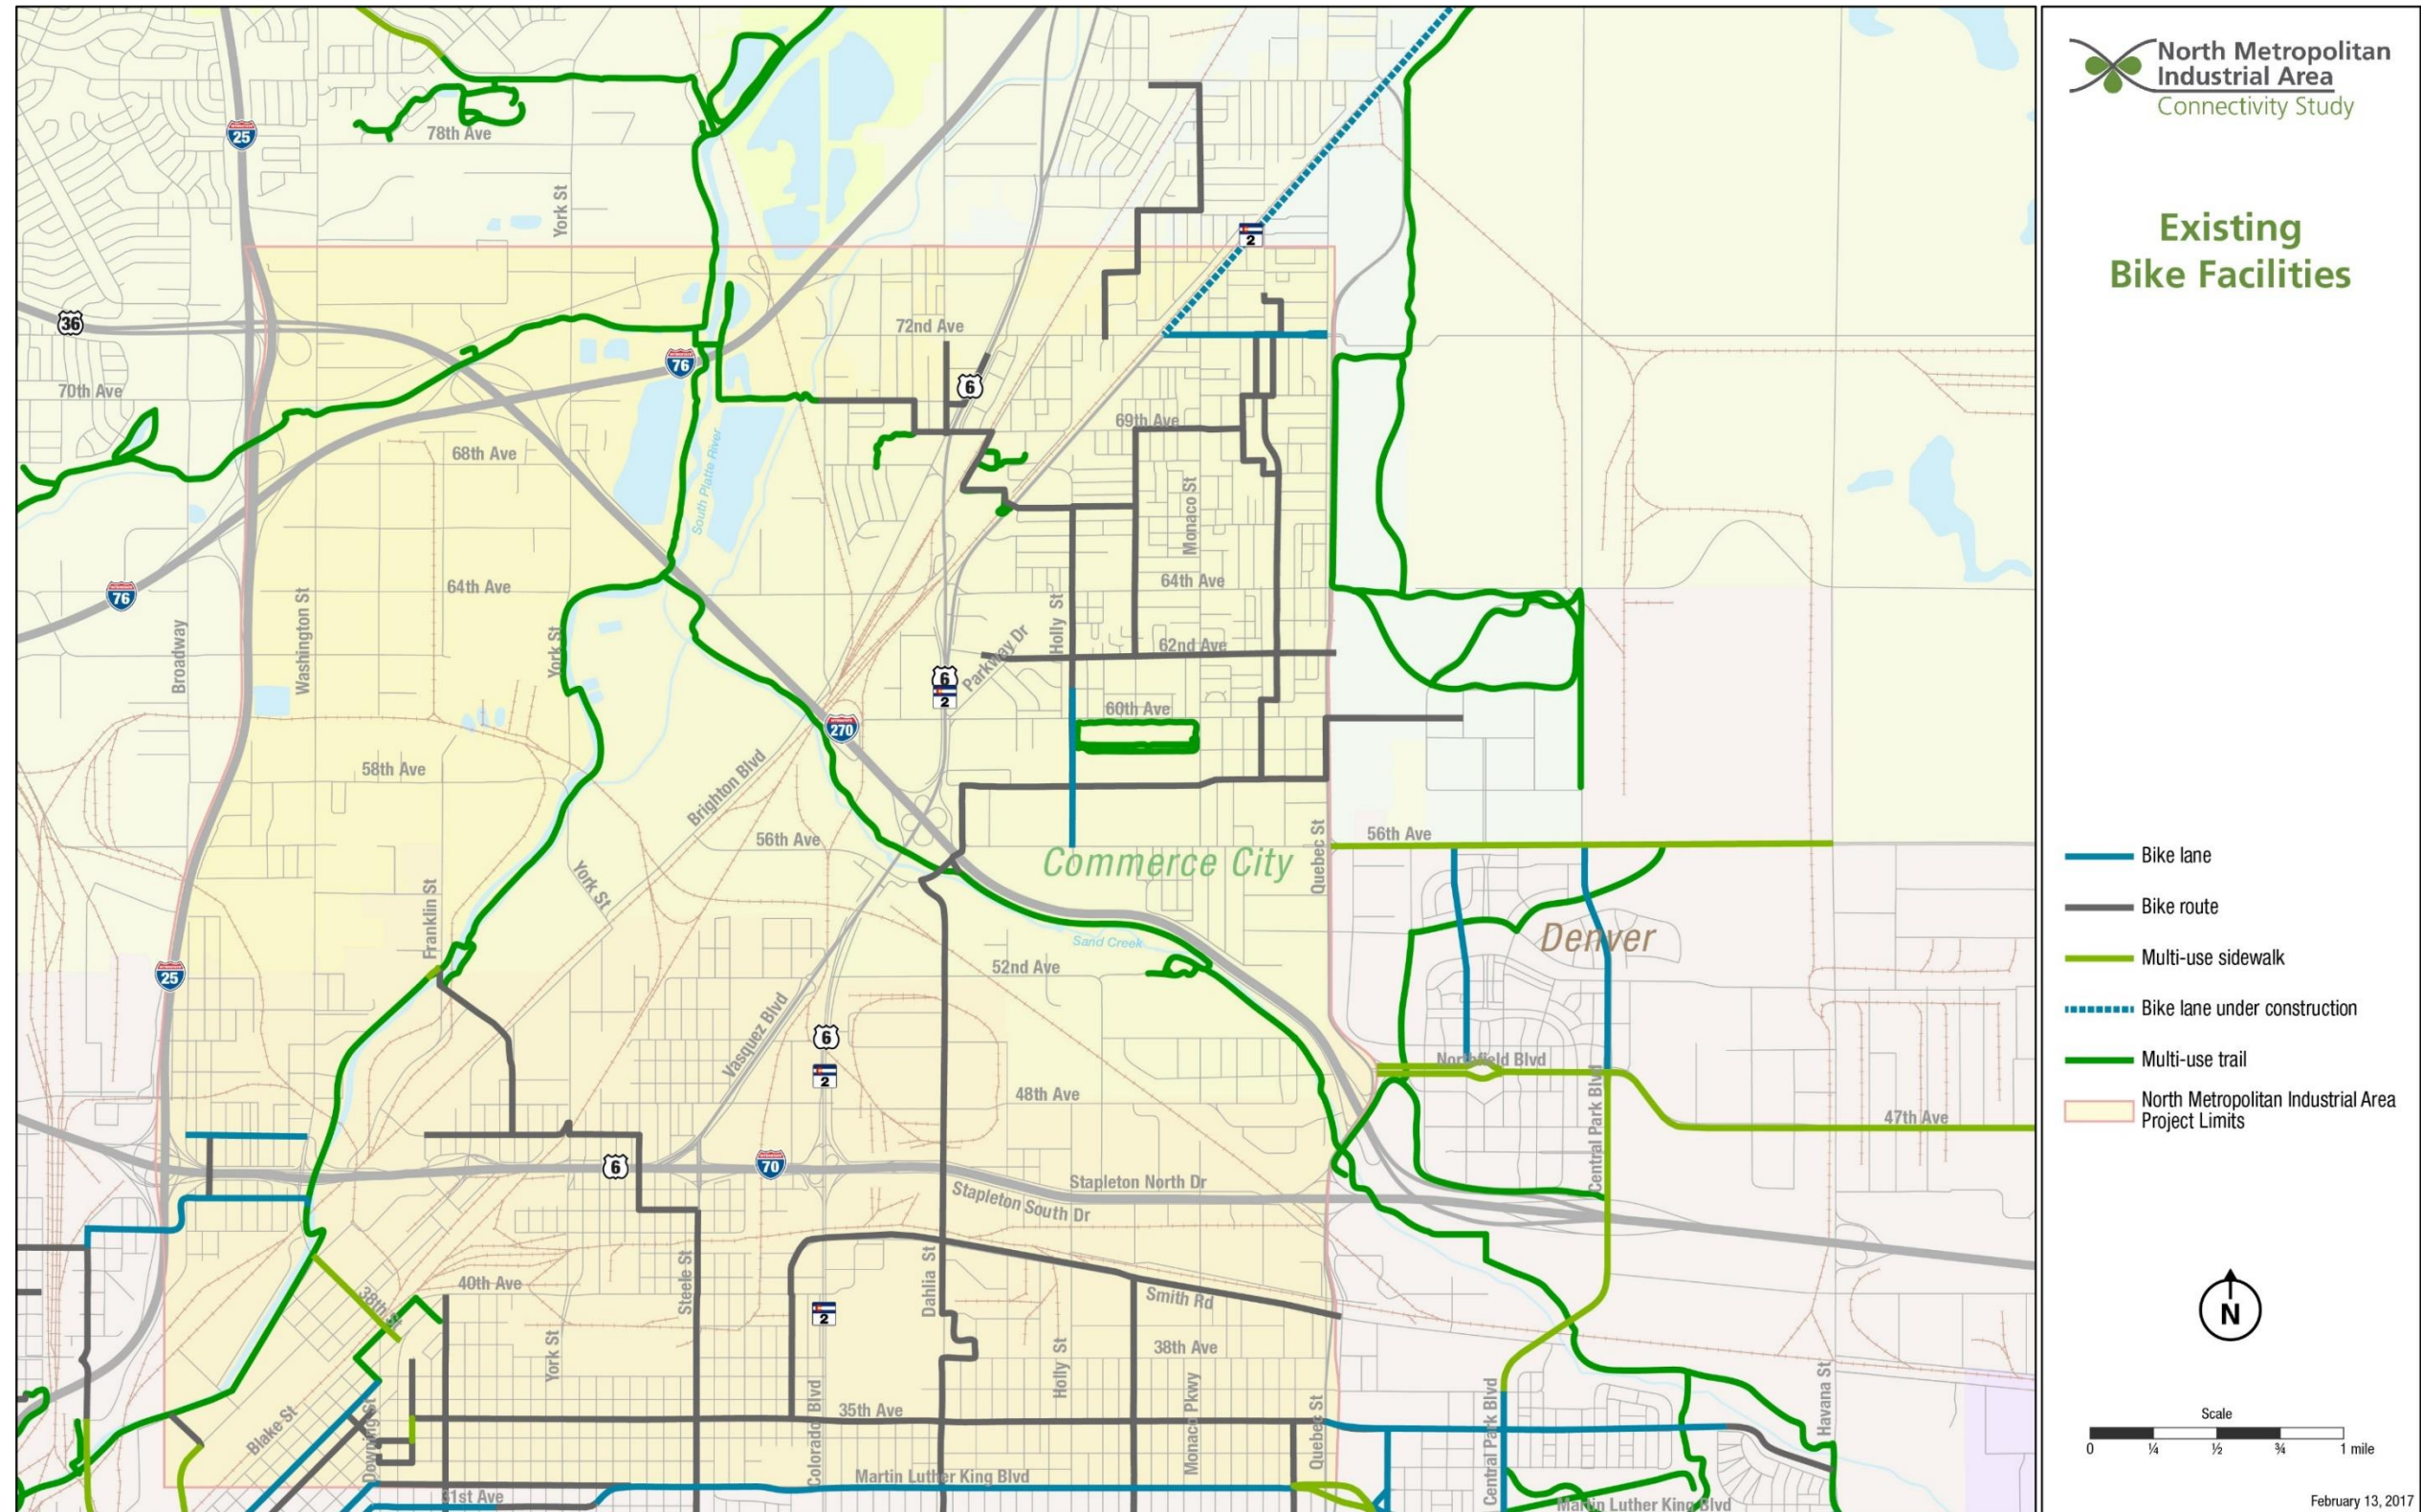 North Metropolitan
Industrial Area
Connectivity Study
Existing
Bike Facilities
25
78th Ave
York St
2
36
72nd Ave
76
6
70th Ave
69th Ave
68th Ave
South Platte River
Monaco St
64th Ave
64th Ave
76
Washington St
Holly St
Broadway
York St
Parkway Dr
62nd Ave
6
2
60th Ave
270
58th Ave
Brighton Blvd
56th Ave
56th Ave
Commerce City
Quebec St
York St
Franklin St
Denver
Sand Creek
52nd Ave
25
Vasquez Blvd
6
2
Northfield Blvd
48th Ave
Central Park Blvd
47th Ave
6
70
Stapleton North Dr
Stapleton South Dr
Steele St
Dahlia St
40th Ave
38th St
Smith Rd
2
York St
Holly St
38th Ave
Colorado Blvd
35th Ave
Monaco Pkwy
Quebec St
Central Park Blvd
Havana St
Blake St
Downing St
Martin Luther King Blvd
31st Ave
Martin Luther King Blvd
Bike lane
Bike route
Multi-use sidewalk
Bike lane under construction
Multi-use trail
North Metropolitan Industrial Area
Project Limits
N
Scale
0 ¼ ½ ¾ 1 mile
February 13, 2017